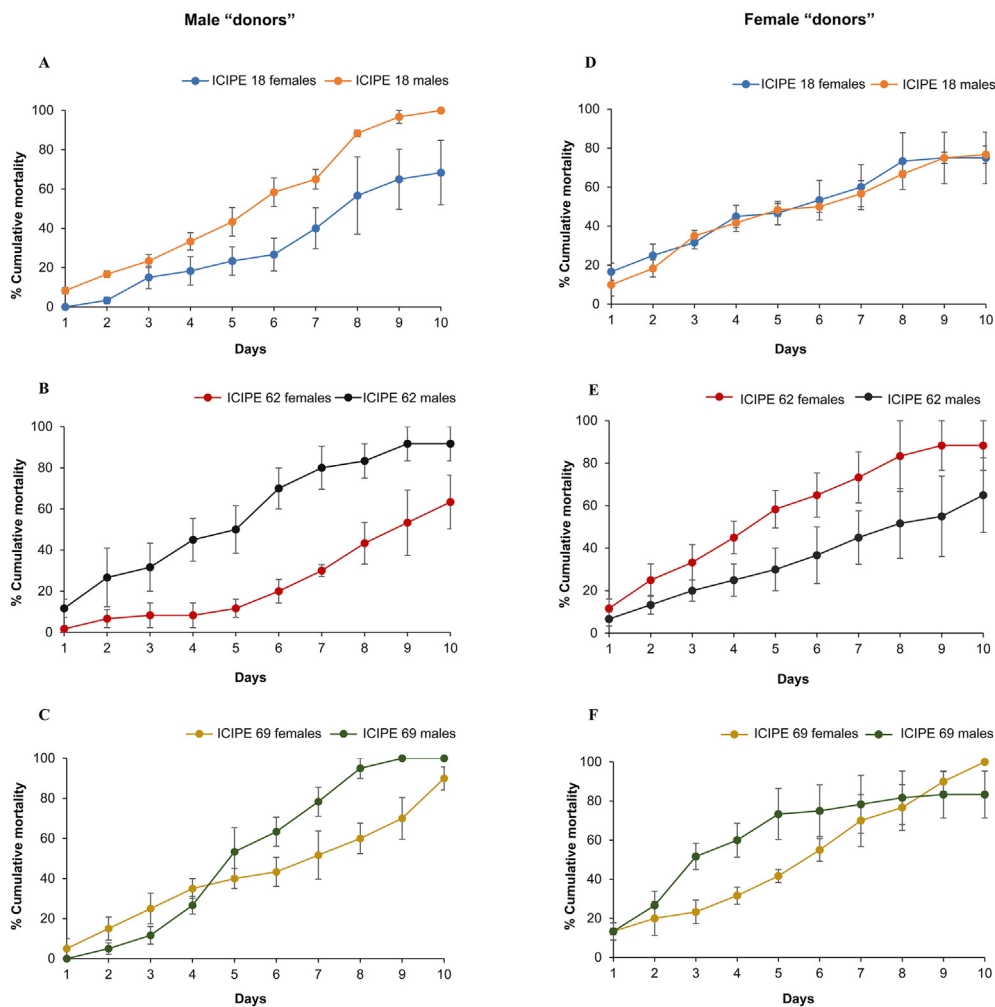 Male “donors”
Female “donors”
A
ICIPE 18 females
ICIPE 18 males
% Cumulative mortality
100
80
60
40
20
0
1 2 3 4 5 6 7 8 9 10
Days
D
ICIPE 18 females
ICIPE 18 males
% Cumulative mortality
100
80
60
40
20
0
1 2 3 4 5 6 7 8 9 10
Days
B
ICIPE 62 females
ICIPE 62 males
% Cumulative mortality
100
80
60
40
20
0
1 2 3 4 5 6 7 8 9 10
Days
E
ICIPE 62 females
ICIPE 62 males
% Cumulative mortality
100
80
60
40
20
0
1 2 3 4 5 6 7 8 9 10
Days
C
ICIPE 69 females
ICIPE 69 males
% Cumulative mortality
100
80
60
40
20
0
1 2 3 4 5 6 7 8 9 10
Days
F
ICIPE 69 females
ICIPE 69 males
% Cumulative mortality
100
80
60
40
20
0
1 2 3 4 5 6 7 8 9 10
Days